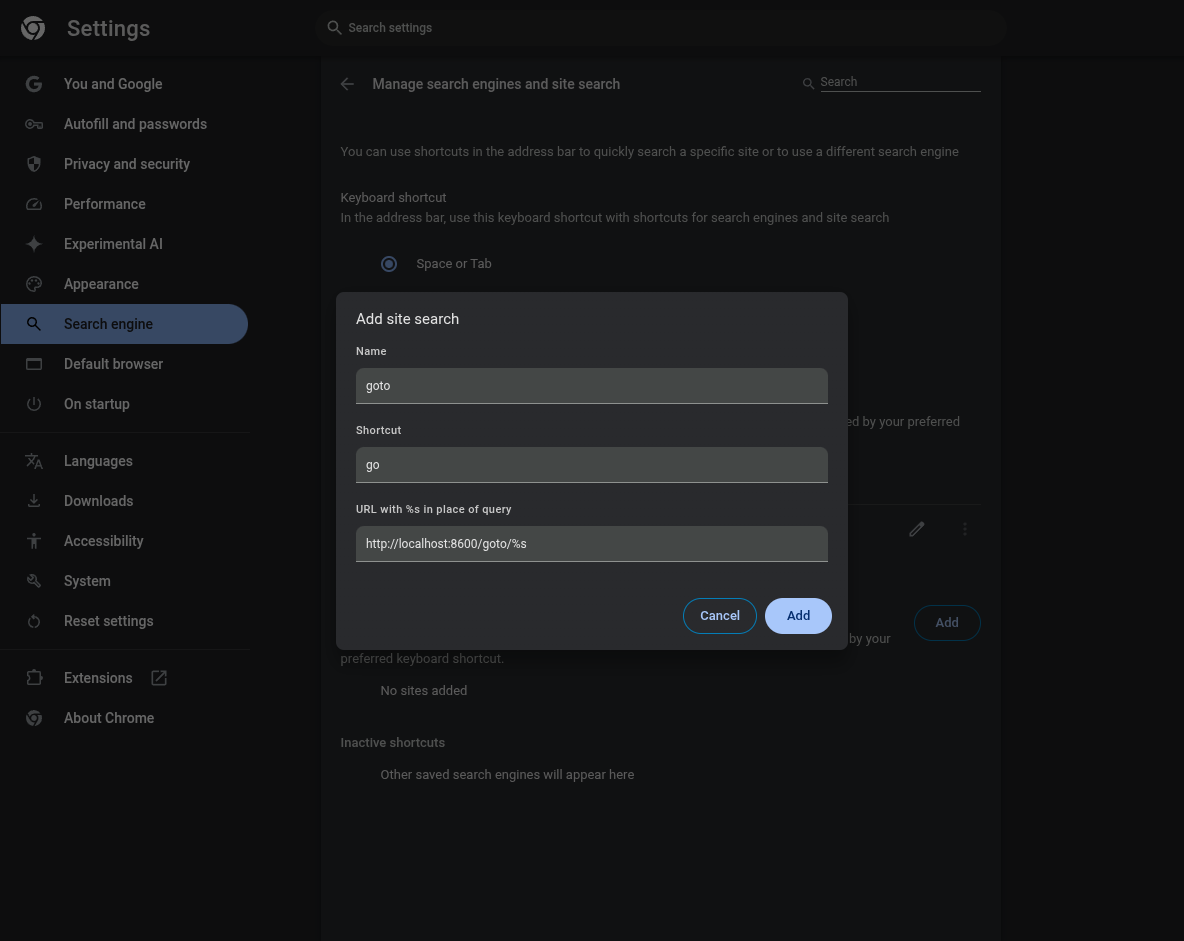 Settings
Search settings
You and Google
Autofill and passwords
Privacy and security
Performance
Experimental AI
Appearance
Search engine
Default browser
On startup
Languages
Downloads
Accessibility
System
Reset settings
Extensions
About Chrome
Manage search engines and site search
Search
You can use shortcuts in the address bar to quickly search a specific site or to use a different search engine
Keyboard shortcut
In the address bar, use this keyboard shortcut with shortcuts for search engines and site search
Space or Tab
Add site search
Name
goto
Shortcut
go
URL with %s in place of query
http://localhost:8600/goto/%s
Cancel
Add
ed by your preferred
Add
by your
preferred keyboard shortcut.
No sites added
Inactive shortcuts
Other saved search engines will appear here